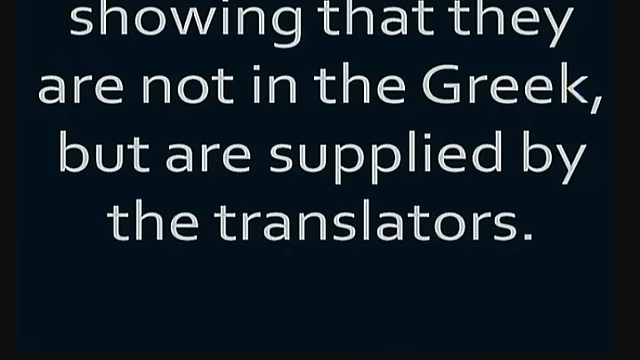 showing that they
are not in the Greek,
but are supplied by
the translators.